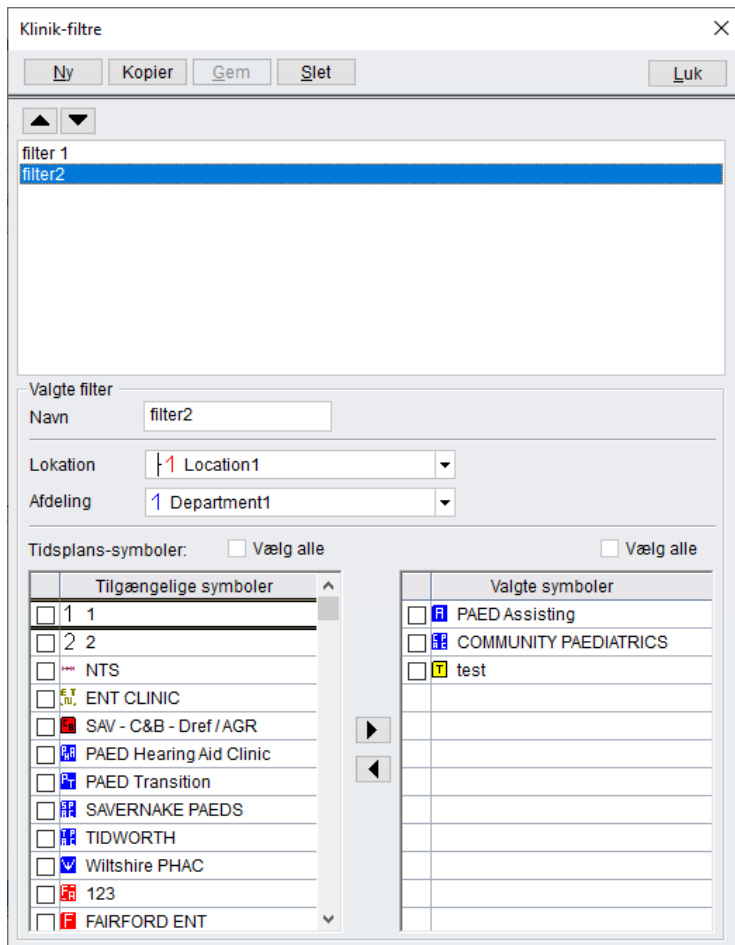 Klinik-filtre
Ny Kopier Gem Slet Luk
filter 1
filter2
Valgte filter
Navn filter2
Lokation 1 Location1
Afdeling 1 Department1
Tidsplans-symboler: Vælg alle Vælg alle
Tilgængelige symboler Valgte symboler
1 1 A PAED Assisting
2 2 COMMUNITY PAEDIATRICS
NTS T test
ENT CLINIC
SAV - C&B - Dref / AGR
PAED Hearing Aid Clinic
PT PAED Transition
SAVERNAKE PAEDS
TIDWORTH
Wiltshire PHAC
123
F FAIRFORD ENT